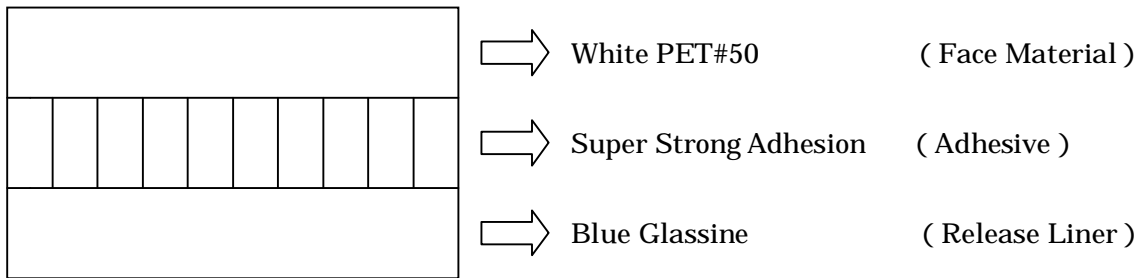 White PET#50 ( Face Material )
Super Strong Adhesion ( Adhesive )
Blue Glassine ( Release Liner )